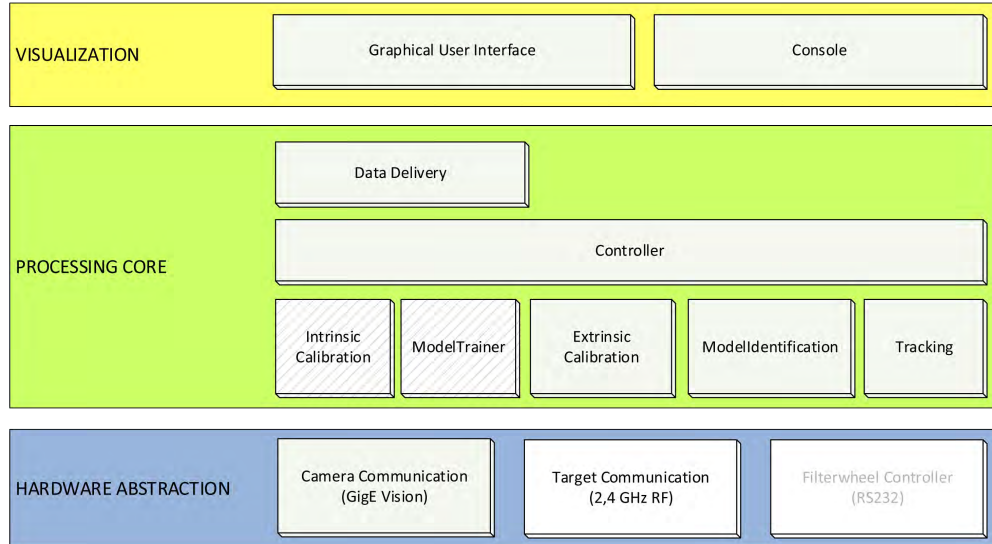 VISUALIZATION
Graphical User Interface
Console
PROCESSING CORE
Data Delivery
Controller
Intrinsic
Calibration
ModelTrainer
Extrinsic
Calibration
ModelIdentification
Tracking
HARDWARE ABSTRACTION
Camera Communication
(GigE Vision)
Target Communication
(2,4 GHz RF)
Filterwheel Controller
(RS232)